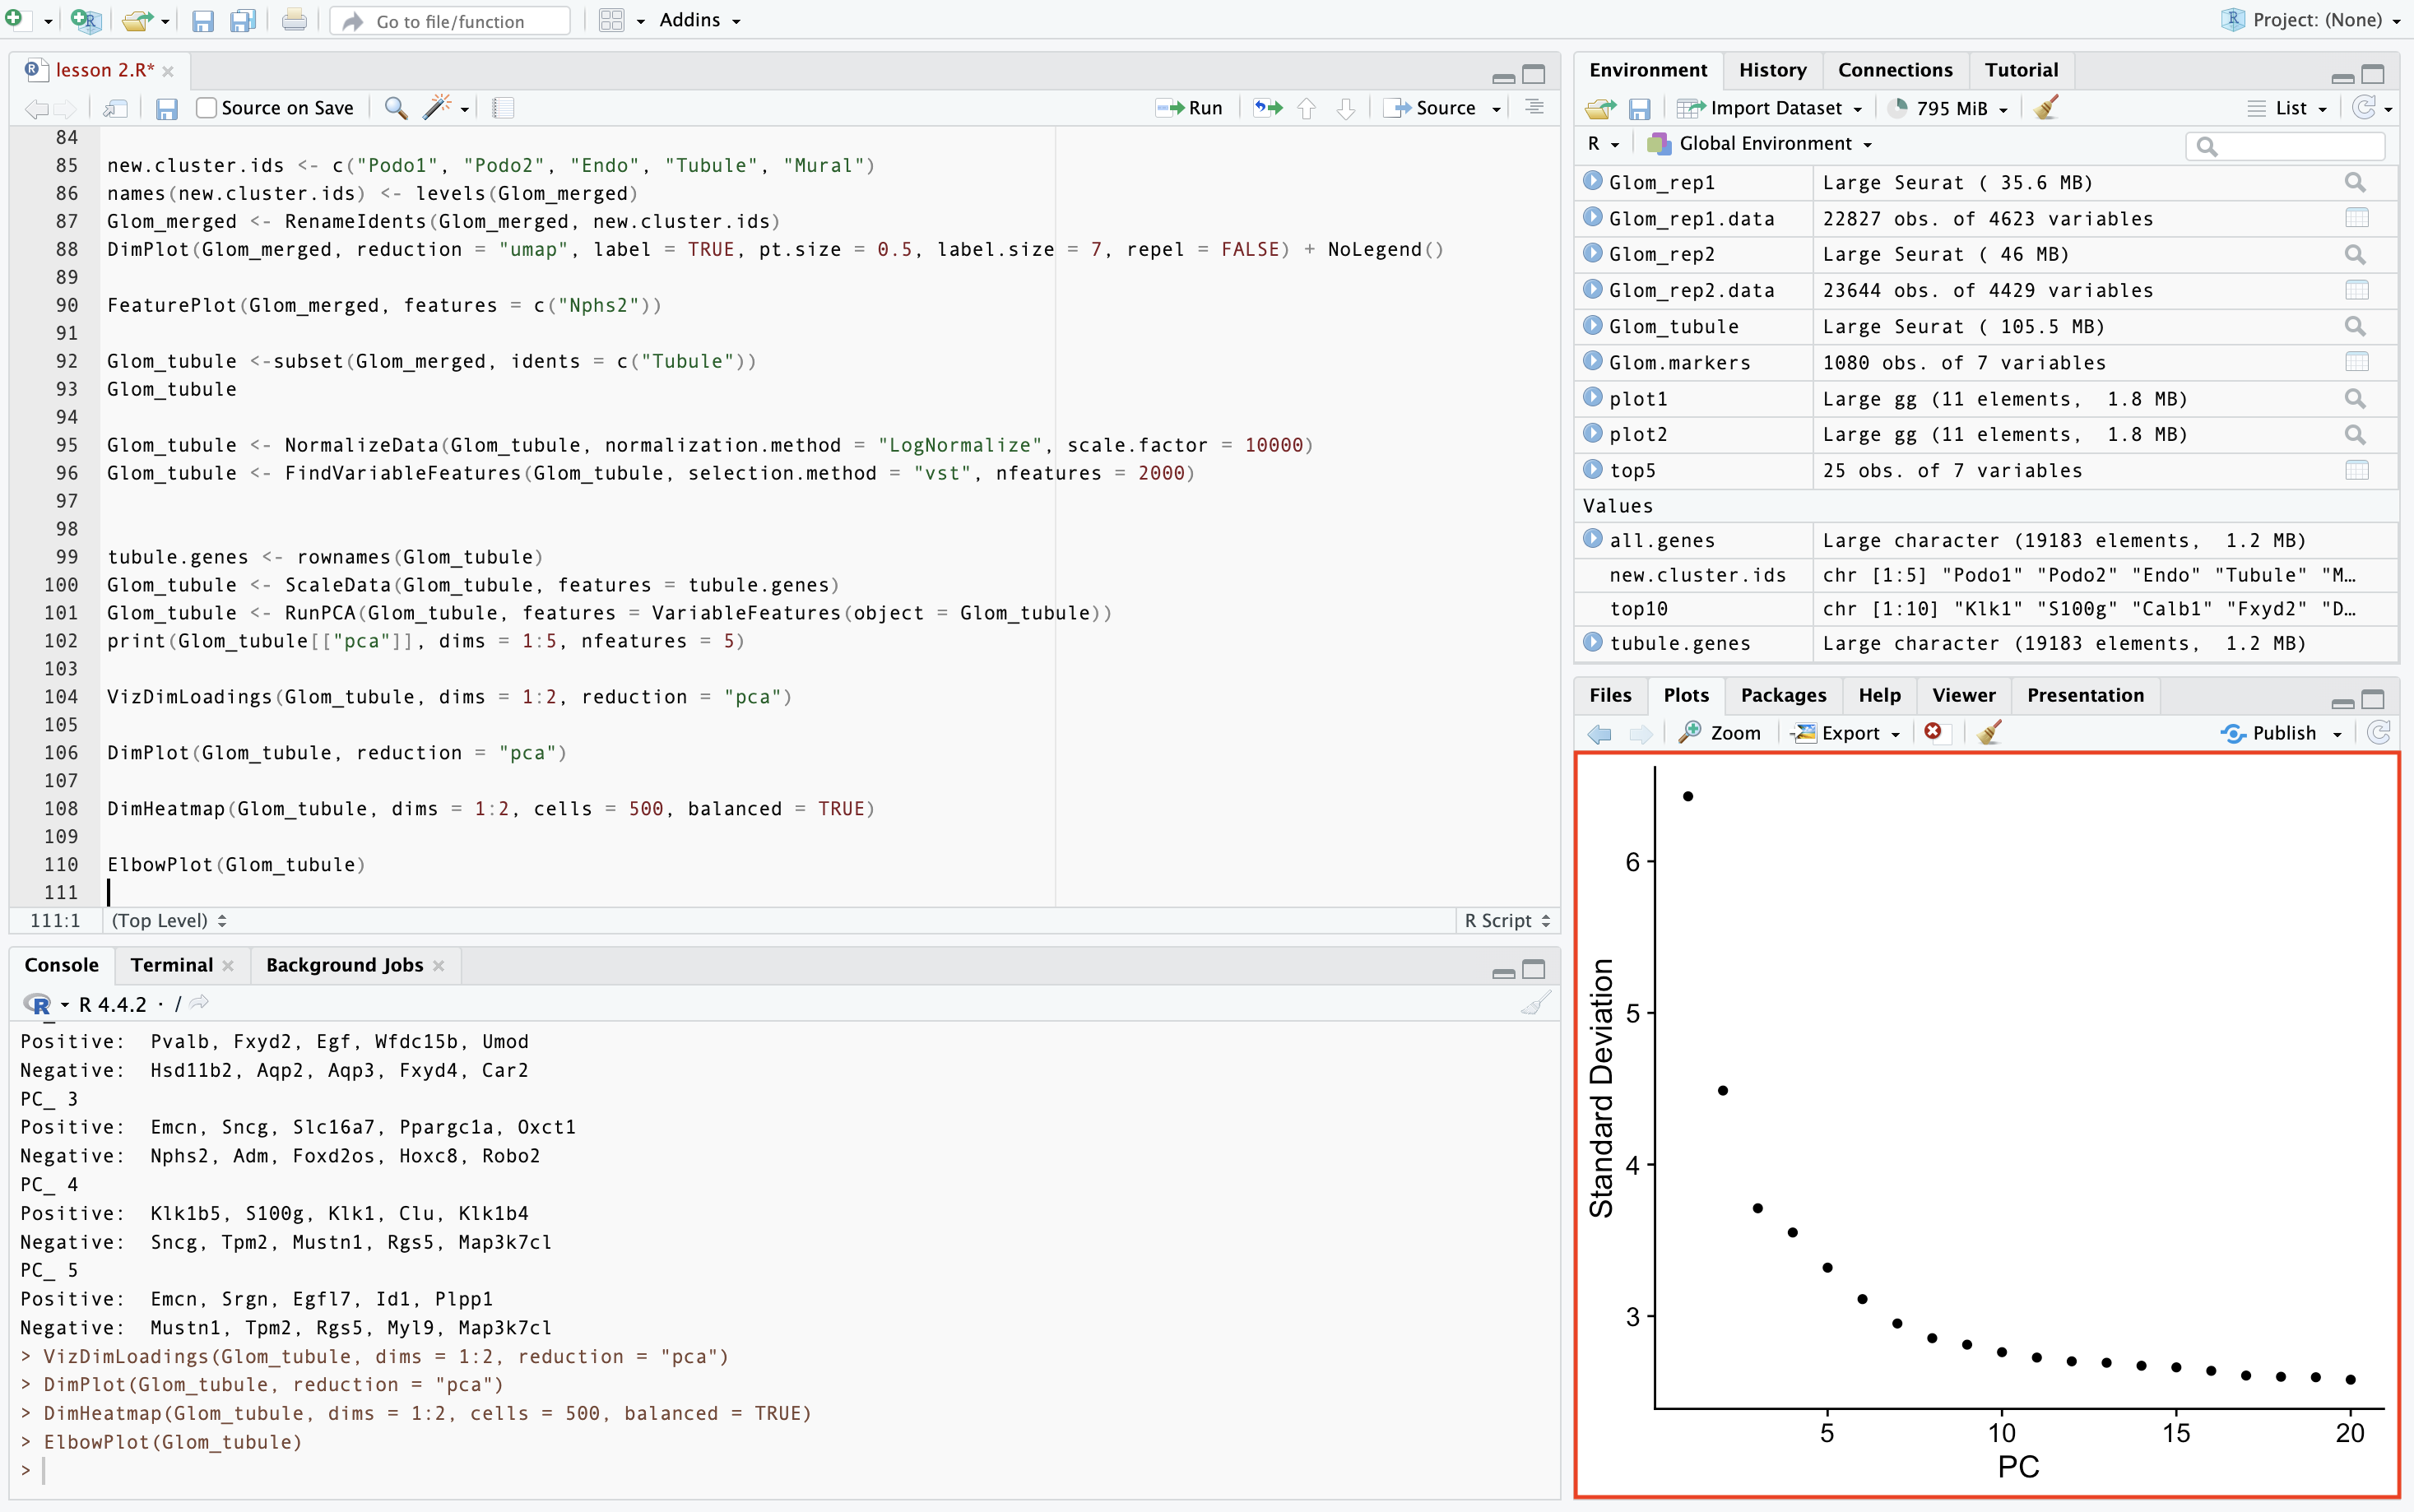 Go to file/function
Addins
Project: (None)
lesson 2.R*
Source on Save
Run
Source
84
85 new.cluster.ids <- c("Podo1", "Podo2", "Endo", "Tubule", "Mural")
86 names(new.cluster.ids) <- levels(Glom_merged)
87 Glom_merged <- RenameIdents(Glom_merged, new.cluster.ids)
88 DimPlot(Glom_merged, reduction = "umap", label = TRUE, pt.size = 0.5, label.size = 7, repel = FALSE) + NoLegend()
89
90 FeaturePlot(Glom_merged, features = c("Nphs2"))
91
92 Glom_tubule <-subset(Glom_merged, idents = c("Tubule"))
93 Glom_tubule
94
95 Glom_tubule <- NormalizeData(Glom_tubule, normalization.method = "LogNormalize", scale.factor = 10000)
96 Glom_tubule <- FindVariableFeatures(Glom_tubule, selection.method = "vst", nfeatures = 2000)
97
98
99 tubule.genes <- rownames(Glom_tubule)
100 Glom_tubule <- ScaleData(Glom_tubule, features = tubule.genes)
101 Glom_tubule <- RunPCA(Glom_tubule, features = VariableFeatures(object = Glom_tubule))
102 print(Glom_tubule[["pca"]], dims = 1:5, nfeatures = 5)
103
104 VizDimLoadings(Glom_tubule, dims = 1:2, reduction = "pca")
105
106 DimPlot(Glom_tubule, reduction = "pca")
107
108 DimHeatmap(Glom_tubule, dims = 1:2, cells = 500, balanced = TRUE)
109
110 ElbowPlot(Glom_tubule)
111
111:1 (Top Level) R Script
Console Terminal Background Jobs
R 4.4.2 · /
Positive: Pvalb, Fxyd2, Egf, Wfdc15b, Umod
Negative: Hsd11b2, Aqp2, Aqp3, Fxyd4, Car2
PC_ 3
Positive: Emcn, Sncg, Slc16a7, Ppargc1a, Oxct1
Negative: Nphs2, Adm, Foxd2os, Hoxc8, Robo2
PC_ 4
Positive: Klk1b5, S100g, Klk1, Clu, Klk1b4
Negative: Sncg, Tpm2, Mustn1, Rgs5, Map3k7cl
PC_ 5
Positive: Emcn, Srgn, Egfl7, Id1, Plpp1
Negative: Mustn1, Tpm2, Rgs5, Myl9, Map3k7cl
> VizDimLoadings(Glom_tubule, dims = 1:2, reduction = "pca")
> DimPlot(Glom_tubule, reduction = "pca")
> DimHeatmap(Glom_tubule, dims = 1:2, cells = 500, balanced = TRUE)
> ElbowPlot(Glom_tubule)
>
Environment History Connections Tutorial
Import Dataset 795 MiB List
R Global Environment
Glom_rep1 Large Seurat ( 35.6 MB)
Glom_rep1.data 22827 obs. of 4623 variables
Glom_rep2 Large Seurat ( 46 MB)
Glom_rep2.data 23644 obs. of 4429 variables
Glom_tubule Large Seurat ( 105.5 MB)
Glom.markers 1080 obs. of 7 variables
plot1 Large gg (11 elements, 1.8 MB)
plot2 Large gg (11 elements, 1.8 MB)
top5 25 obs. of 7 variables
Values
all.genes Large character (19183 elements, 1.2 MB)
new.cluster.ids chr [1:5] "Podo1" "Podo2" "Endo" "Tubule" "M…
top10 chr [1:10] "Klk1" "S100g" "Calb1" "Fxyd2" "D…
tubule.genes Large character (19183 elements, 1.2 MB)
Files Plots Packages Help Viewer Presentation
Zoom Export Publish
Standard Deviation
6
5
4
3
5 10 15 20
PC